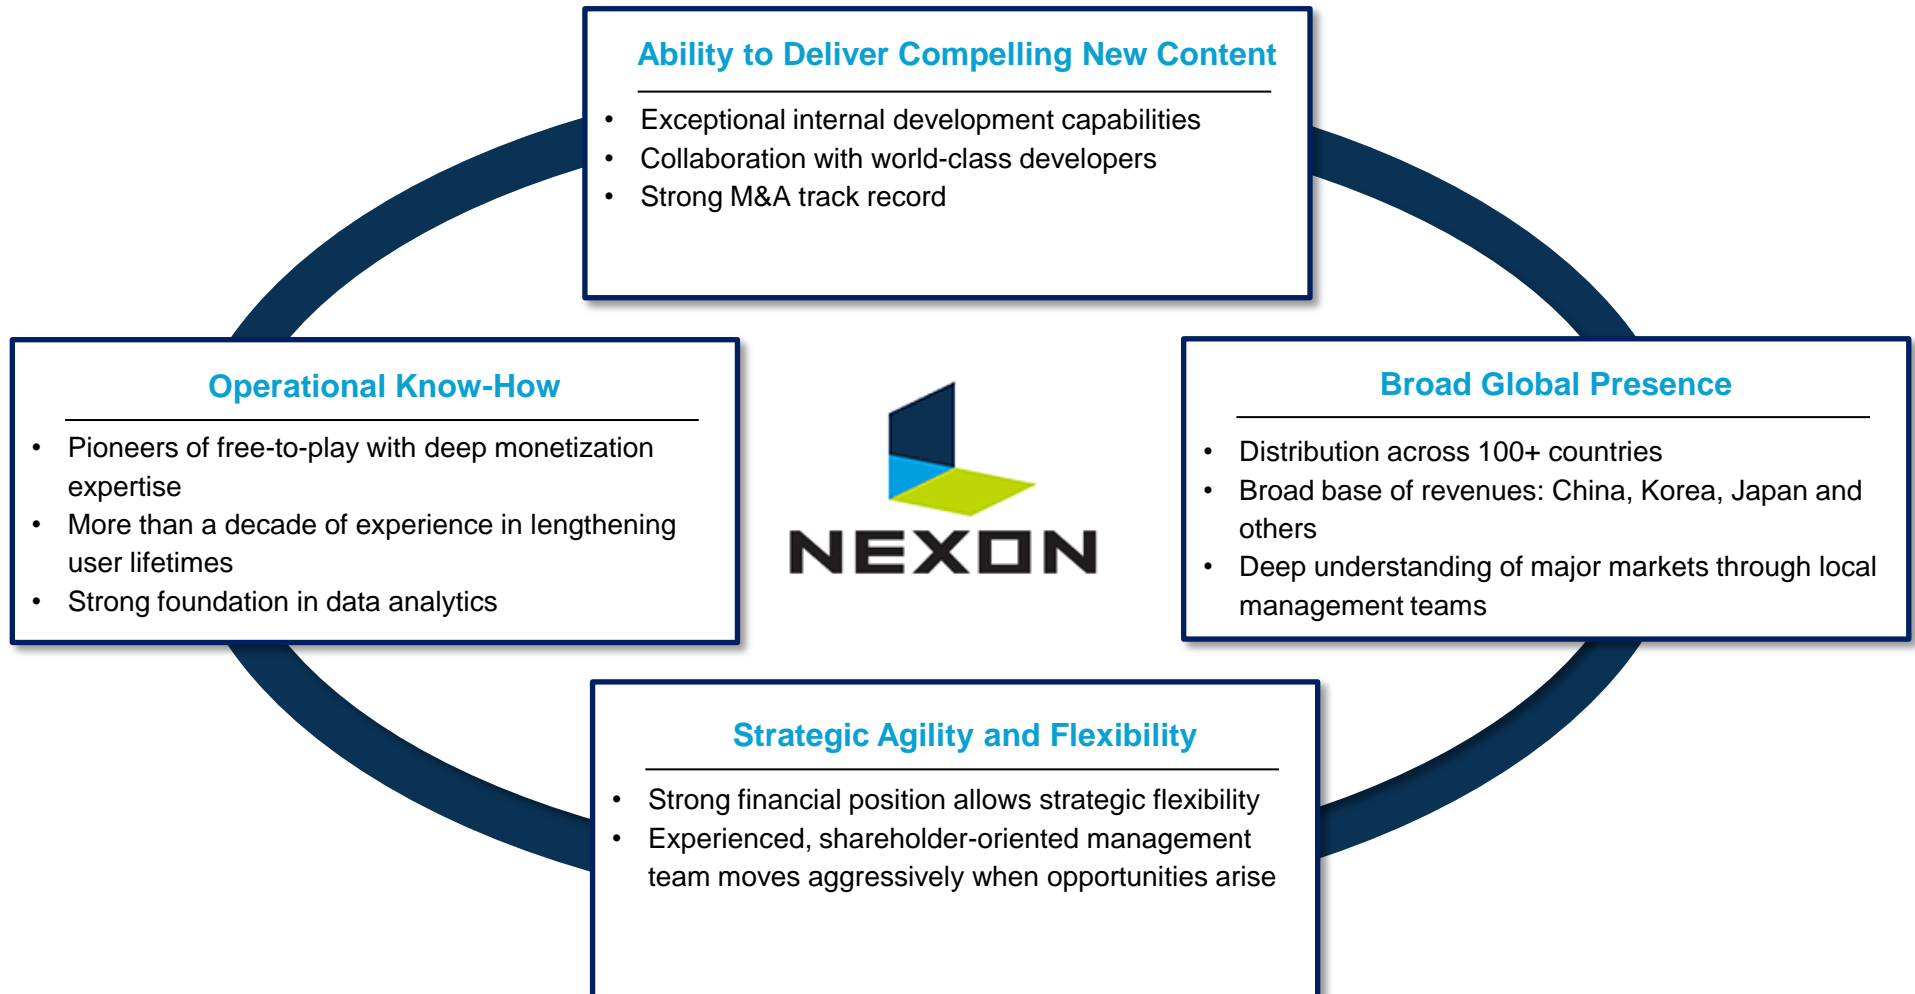 Ability to Deliver Compelling New Content
• Exceptional internal development capabilities
• Collaboration with world-class developers
• Strong M&A track record
Operational Know-How
• Pioneers of free-to-play with deep monetization
expertise
• More than a decade of experience in lengthening
user lifetimes
• Strong foundation in data analytics
NEXON
Broad Global Presence
• Distribution across 100+ countries
• Broad base of revenues: China, Korea, Japan and
others
• Deep understanding of major markets through local
management teams
Strategic Agility and Flexibility
• Strong financial position allows strategic flexibility
• Experienced, shareholder-oriented management
team moves aggressively when opportunities arise